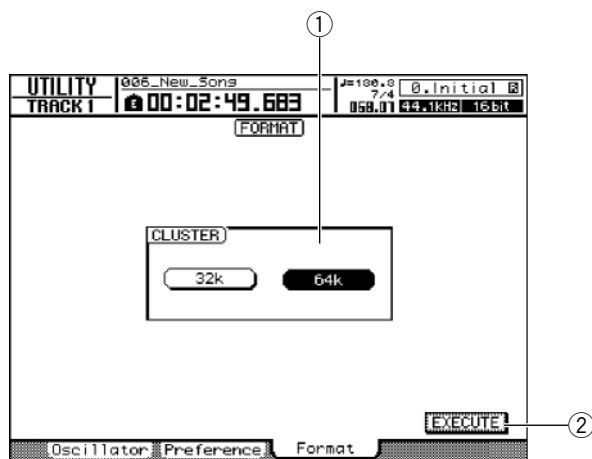 ①
UTILITY
TRACK 1
006_New_Song
00:02:49.683
♩=130.0
7/4
068.01
0.Initial
44.1kHz 16bit
FORMAT
CLUSTER
32k 64k
EXECUTE ②
Oscillator Preference Format